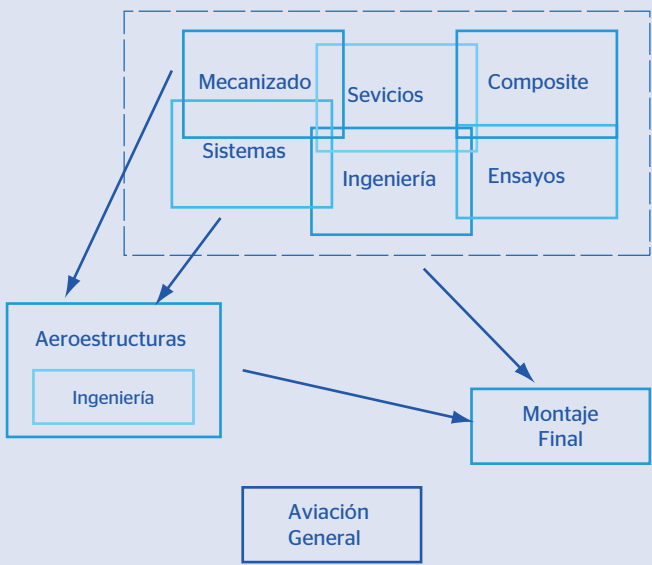 Mecanizado
Sevicios
Composite
Sistemas
Ingeniería
Ensayos
Aeroestructuras
Ingeniería
Montaje
Final
Aviación
General